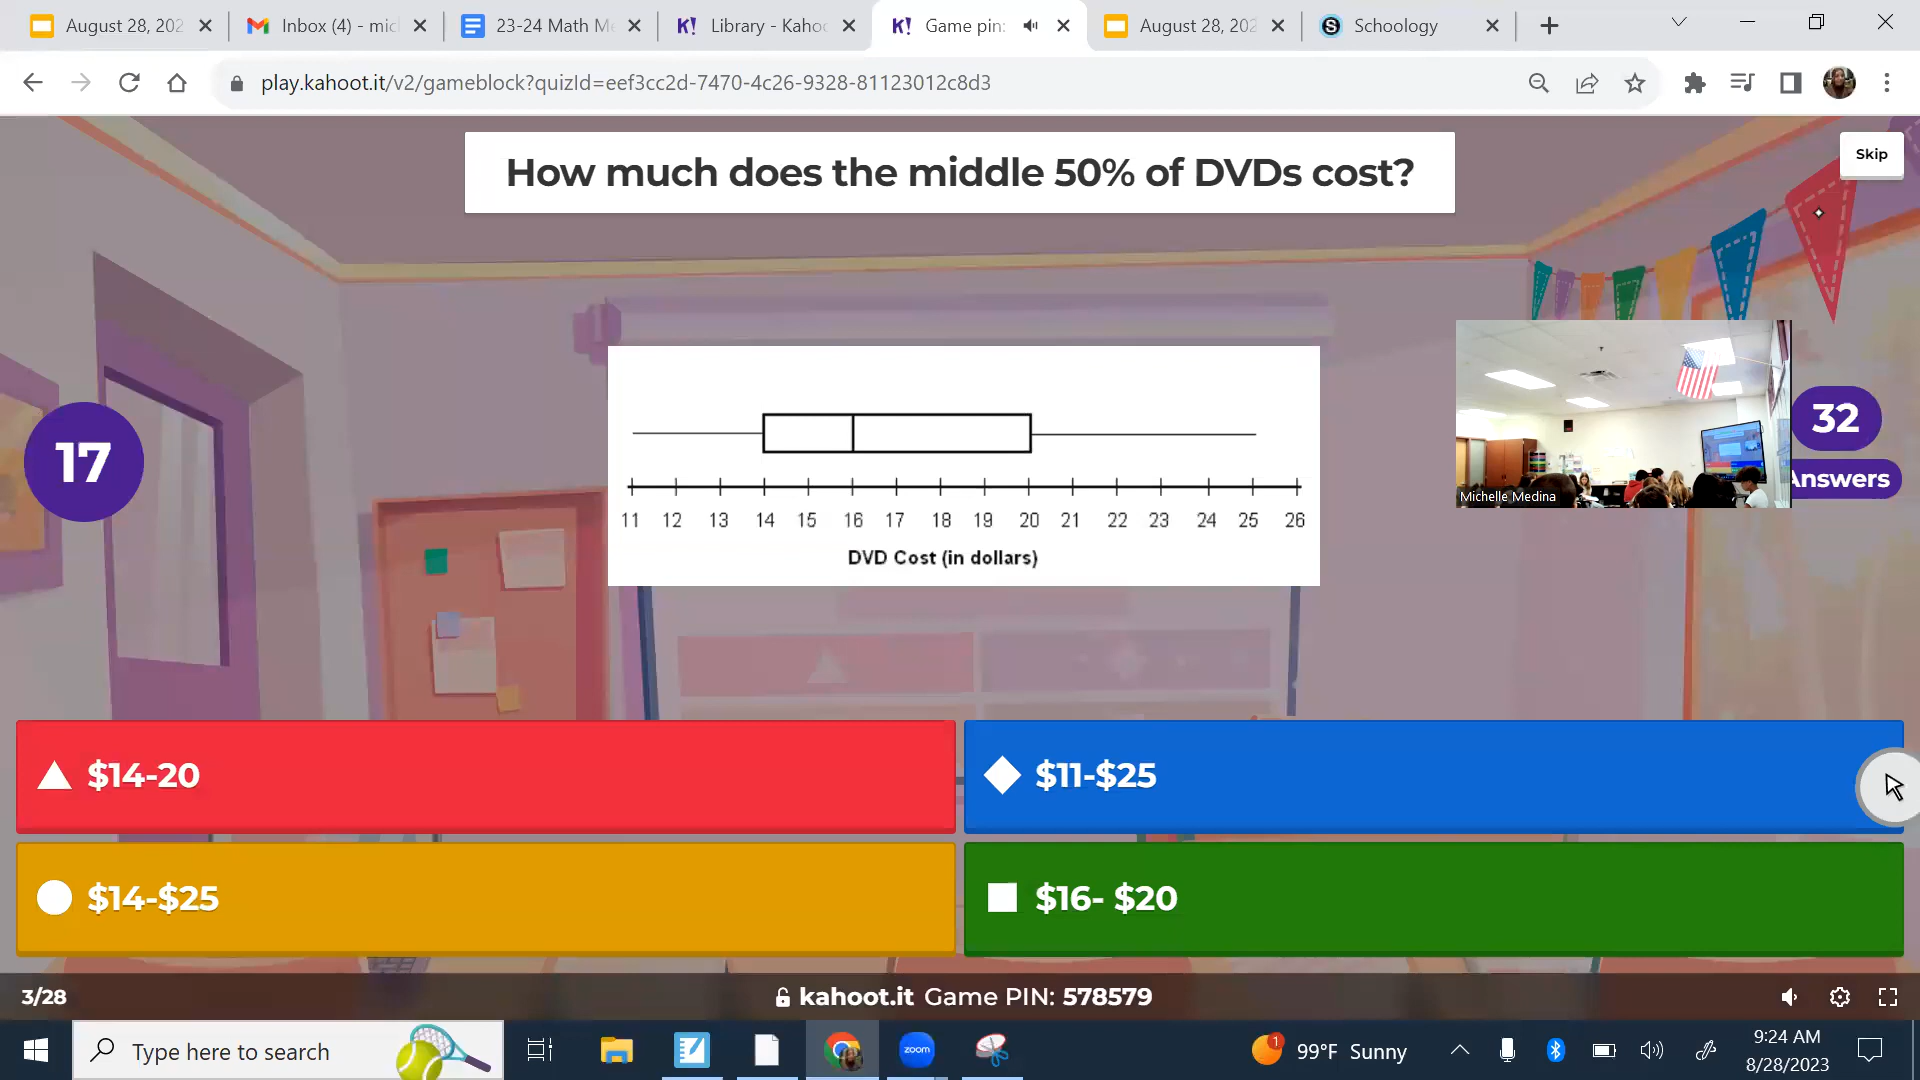 August 28, 202
Inbox (4) - mic
23-24 Math Me
Library - Kahoo
Game pin:
August 28, 202
Schoology
play.kahoot.it/v2/gameblock?quizId=eef3cc2d-7470-4c26-9328-81123012c8d3
How much does the middle 50% of DVDs cost?
Skip
17
32
Answers
Michelle Medina
11 12 13 14 15 16 17 18 19 20 21 22 23 24 25 26
DVD Cost (in dollars)
$14-20
$11-$25
$14-$25
$16- $20
3/28
kahoot.it Game PIN: 578579
Type here to search
zoom
1
99°F Sunny
9:24 AM
8/28/2023